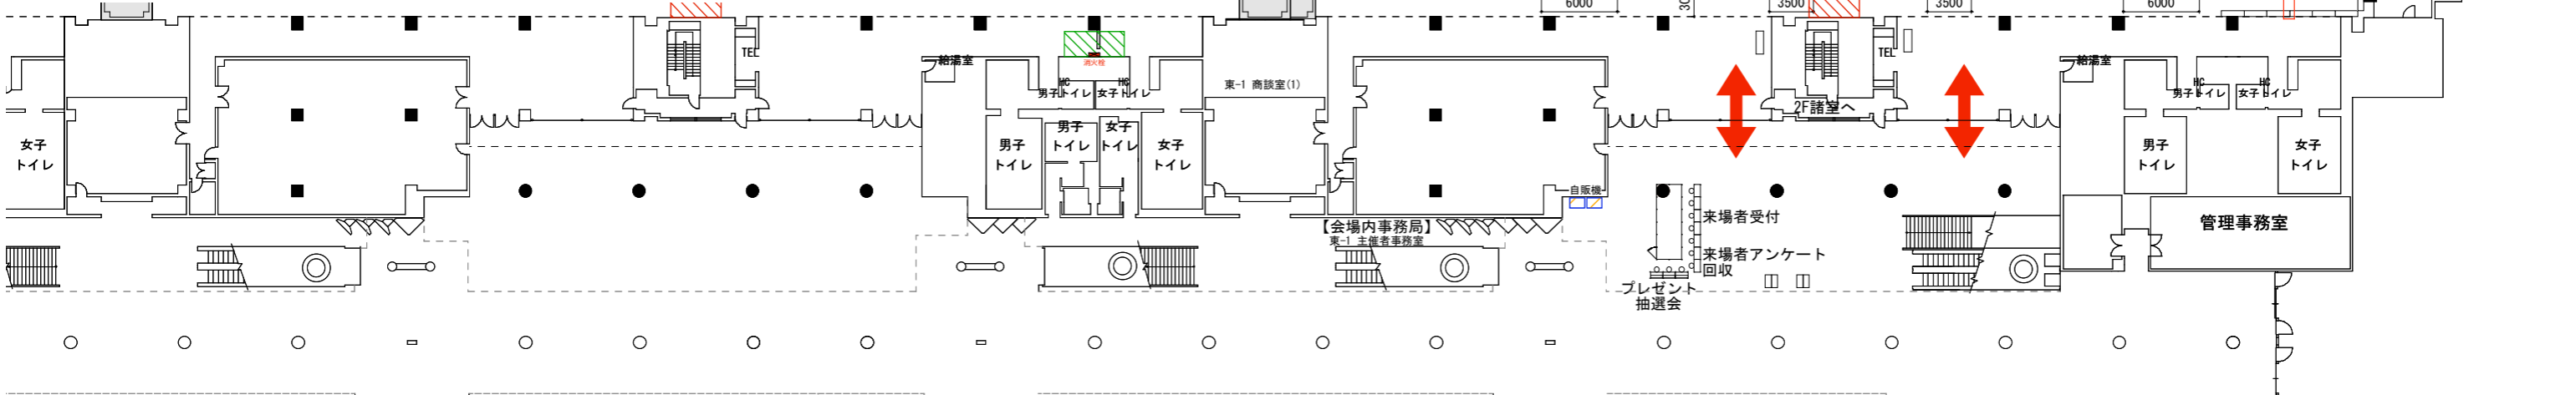 6000
30
3500
3500
6000
TEL
TEL
給湯室
給湯室
消火栓
HC
男子トイレ
HC
女子トイレ
東-1 商談室(1)
HC
男子トイレ
HC
女子トイレ
2F諸室へ
女子
トイレ
男子
トイレ
男子
トイレ
女子
トイレ
女子
トイレ
男子
トイレ
女子
トイレ
自販機
来場者受付
管理事務室
【会場内事務局】
東-1 主催者事務室
来場者アンケート
回収
プレゼント
抽選会